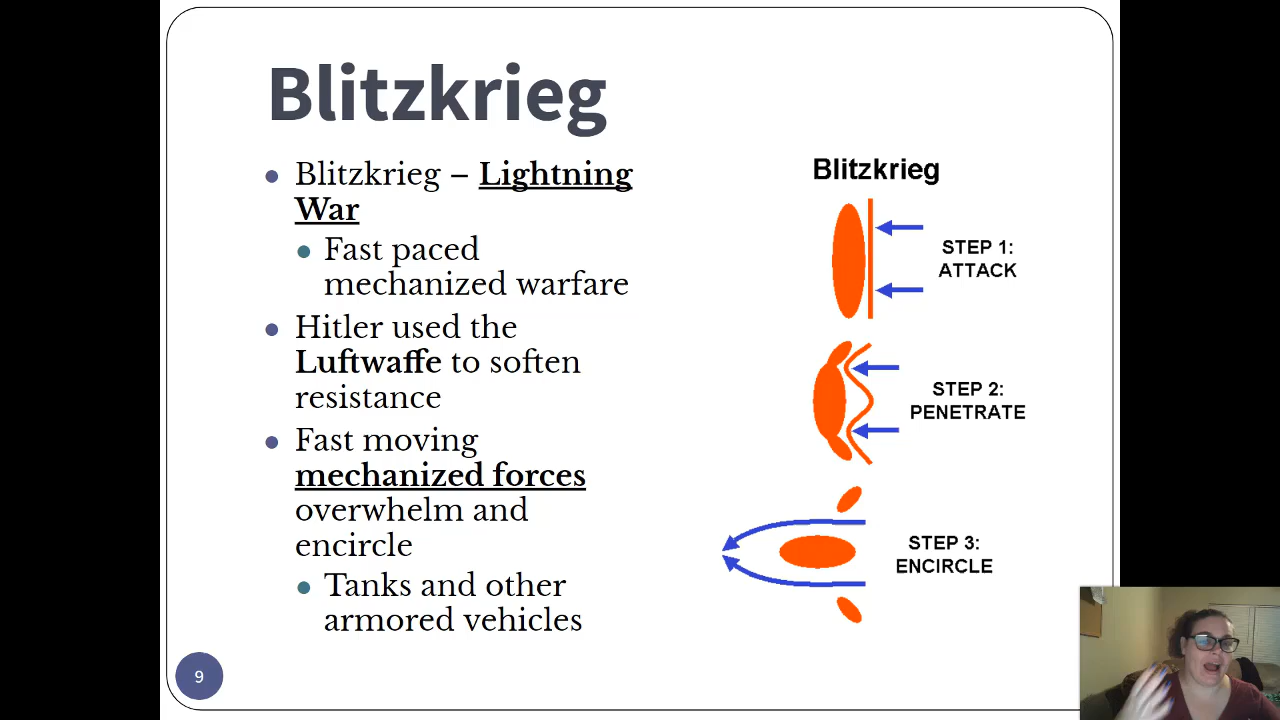 Blitzkrieg
Blitzkrieg – Lightning
War
Fast paced
mechanized warfare
Hitler used the
Luftwaffe to soften
resistance
Fast moving
mechanized forces
overwhelm and
encircle
Tanks and other
armored vehicles
9
Blitzkrieg
STEP 1:
ATTACK
STEP 2:
PENETRATE
STEP 3:
ENCIRCLE